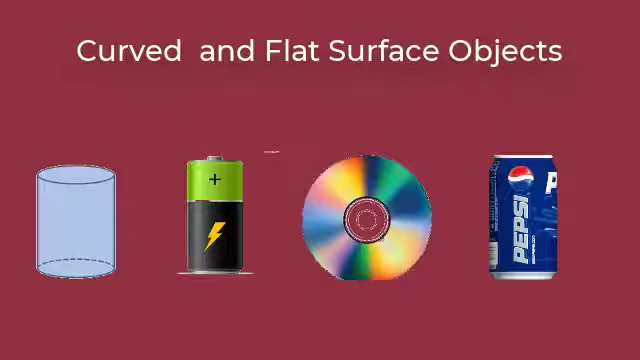 Curved  and Flat Surface Objects
+
PEPSI
P